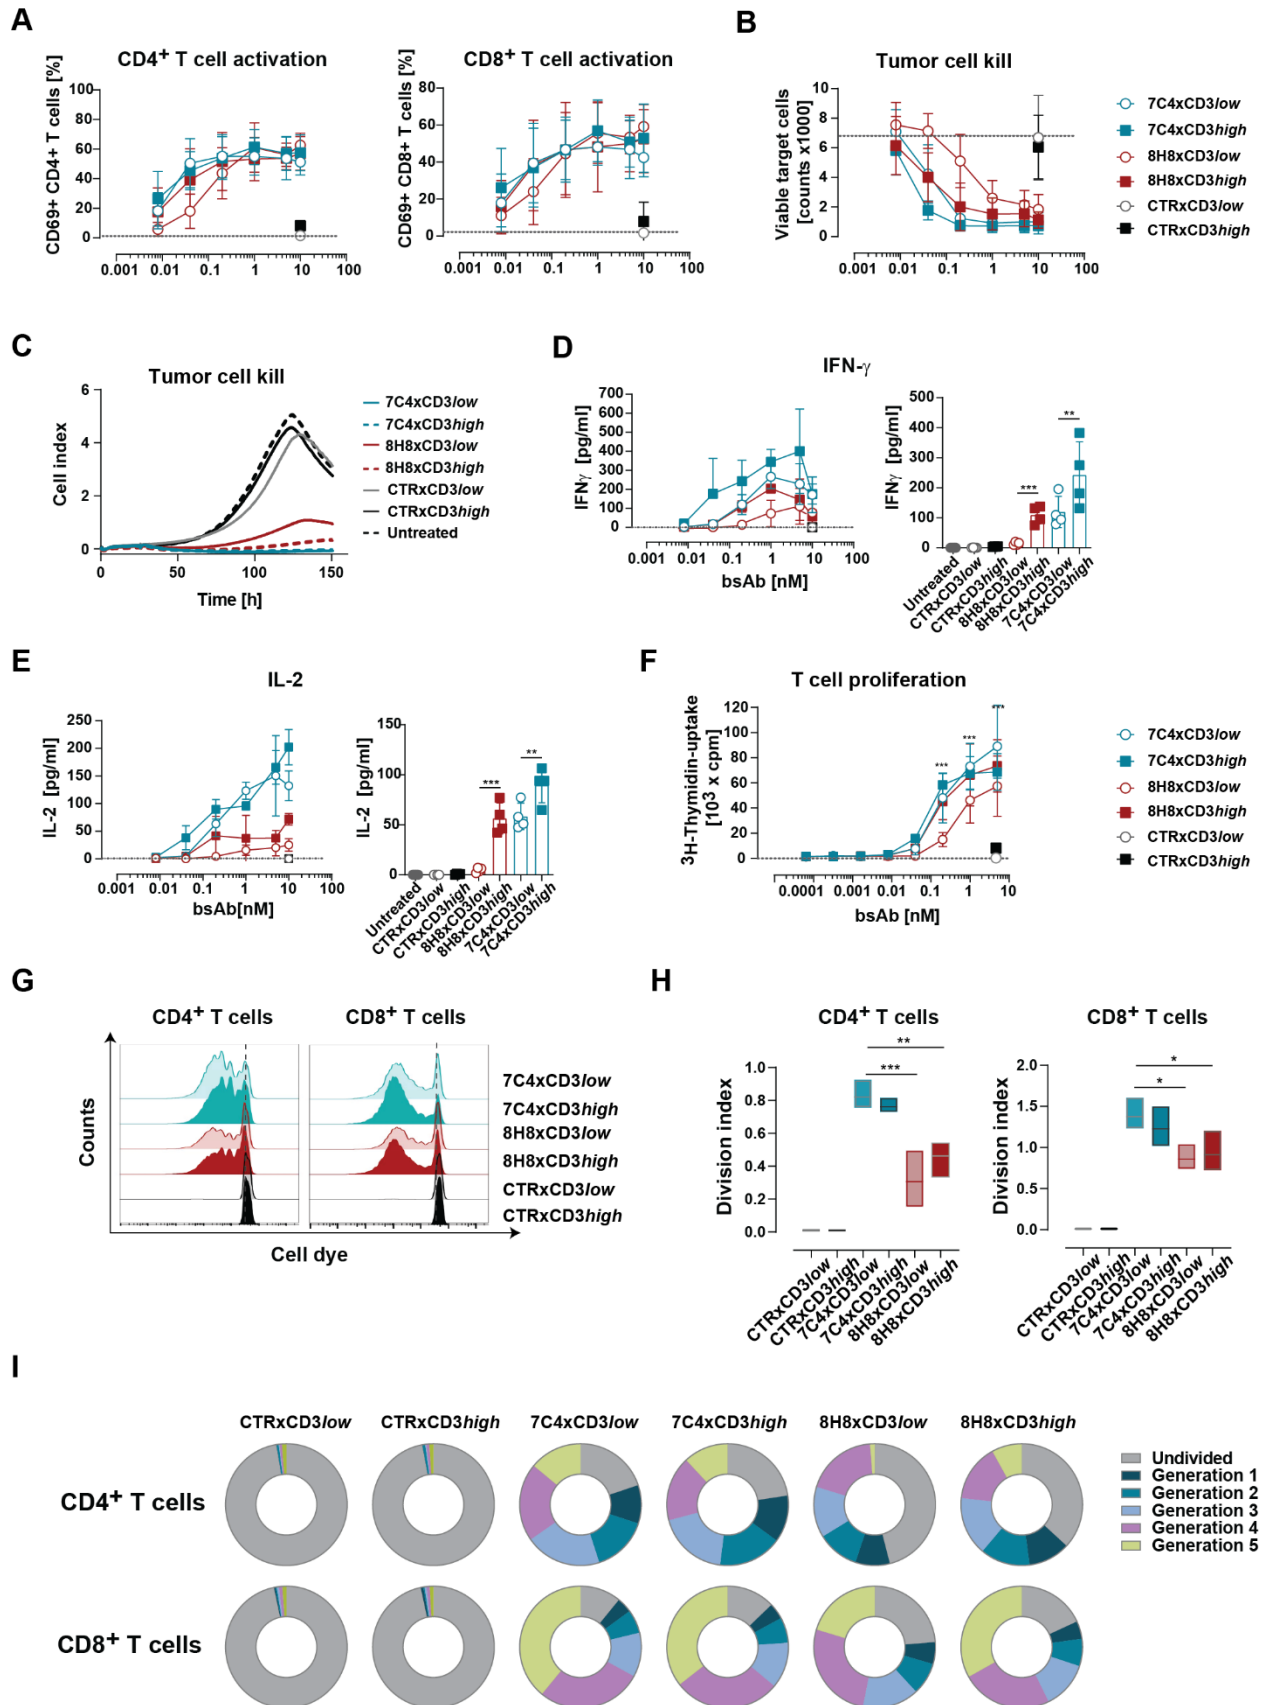 A
CD4+ T cell activation
CD69+ CD4+ T cells [%]
100
80
60
40
20
0
0.001 0.01 0.1 1 10 100
CD8+ T cell activation
CD69+ CD8+ T cells [%]
80
60
40
20
0
0.001 0.01 0.1 1 10 100
B
Tumor cell kill
Viable target cells
[counts x1000]
10
8
6
4
2
0
0.001 0.01 0.1 1 10 100
7C4xCD3low
7C4xCD3high
8H8xCD3low
8H8xCD3high
CTRxCD3low
CTRxCD3high
C
Tumor cell kill
Cell index
6
4
2
0
0 50 100 150
Time [h]
7C4xCD3low
7C4xCD3high
8H8xCD3low
8H8xCD3high
CTRxCD3low
CTRxCD3high
Untreated
D
IFN-γ
IFNγ [pg/ml]
700
600
500
400
300
200
100
0
0.001 0.01 0.1 1 10 100
bsAb [nM]
IFNγ [pg/ml]
500
400
300
200
100
0
***
**
Untreated
CTRxCD3low
CTRxCD3high
8H8xCD3low
8H8xCD3high
7C4xCD3low
7C4xCD3high
E
IL-2
IL-2 [pg/ml]
250
200
150
100
50
0
0.001 0.01 0.1 1 10 100
bsAb[nM]
IL-2 [pg/ml]
150
100
50
0
***
**
Untreated
CTRxCD3low
CTRxCD3high
8H8xCD3low
8H8xCD3high
7C4xCD3low
7C4xCD3high
F
T cell proliferation
3H-Thymidin-uptake
[103 x cpm]
120
100
80
60
40
20
0
***
***
***
0.0001 0.001 0.01 0.1 1 10
bsAb [nM]
7C4xCD3low
7C4xCD3high
8H8xCD3low
8H8xCD3high
CTRxCD3low
CTRxCD3high
G
CD4+ T cells
CD8+ T cells
Counts
7C4xCD3low
7C4xCD3high
8H8xCD3low
8H8xCD3high
CTRxCD3low
CTRxCD3high
Cell dye
H
CD4+ T cells
Division index
1.0
0.8
0.6
0.4
0.2
0.0
**
***
CTRxCD3low
CTRxCD3high
7C4xCD3low
7C4xCD3high
8H8xCD3low
8H8xCD3high
CD8+ T cells
Division index
2.0
1.5
1.0
0.5
0.0
*
*
CTRxCD3low
CTRxCD3high
7C4xCD3low
7C4xCD3high
8H8xCD3low
8H8xCD3high
I
CTRxCD3low CTRxCD3high 7C4xCD3low 7C4xCD3high 8H8xCD3low 8H8xCD3high
CD4+ T cells
CD8+ T cells
Undivided
Generation 1
Generation 2
Generation 3
Generation 4
Generation 5